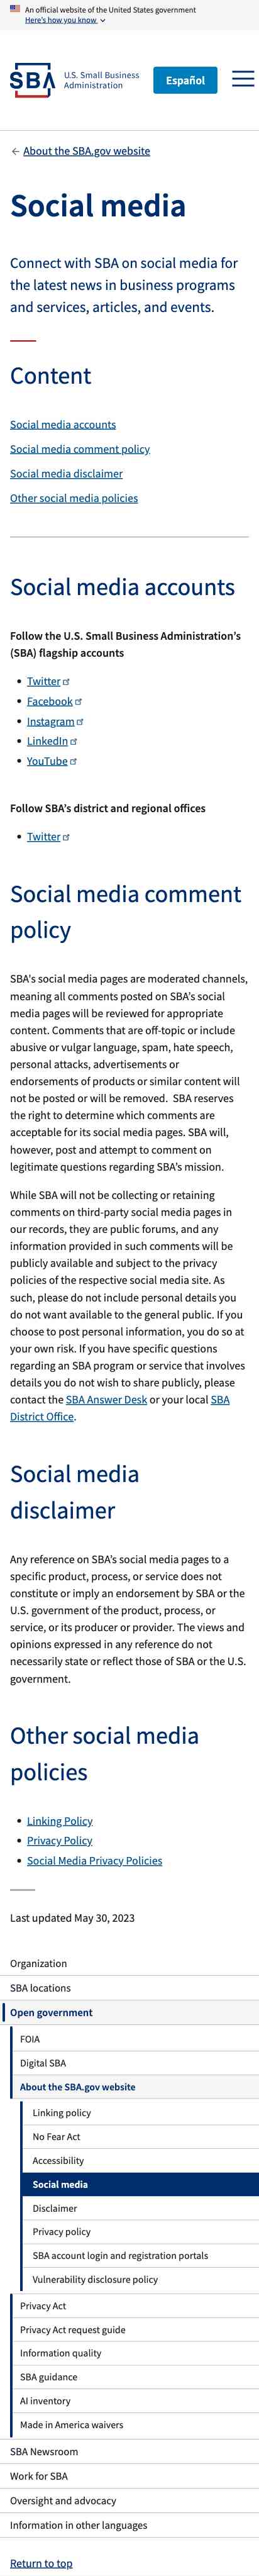 An official website of the United States government
Here's how you know
SBA
U.S. Small Business
Administration
Español
About the SBA.gov website
Social media
Connect with SBA on social media for
the latest news in business programs
and services, articles, and events.
Content
Social media accounts
Social media comment policy
Social media disclaimer
Other social media policies
Social media accounts
Follow the U.S. Small Business Administration's
(SBA) flagship accounts
Twitter
Facebook
Instagram
LinkedIn
YouTube
Follow SBA's district and regional offices
Twitter
Social media comment
policy
SBA's social media pages are moderated channels,
meaning all comments posted on SBA's social
media pages will be reviewed for appropriate
content. Comments that are off-topic or include
abusive or vulgar language, spam, hate speech,
personal attacks, advertisements or
endorsements of products or similar content will
not be posted or will be removed.  SBA reserves
the right to determine which comments are
acceptable for its social media pages. SBA will,
however, post and attempt to comment on
legitimate questions regarding SBA's mission.
While SBA will not be collecting or retaining
comments on third-party social media pages in
our records, they are public forums, and any
information provided in such comments will be
publicly available and subject to the privacy
policies of the respective social media site. As
such, please do not include personal details you
do not want available to the general public. If you
choose to post personal information, you do so at
your own risk. If you have specific questions
regarding an SBA program or service that involves
details you do not wish to share publicly, please
contact the SBA Answer Desk or your local SBA
District Office.
Social media
disclaimer
Any reference on SBA's social media pages to a
specific product, process, or service does not
constitute or imply an endorsement by SBA or the
U.S. government of the product, process, or
service, or its producer or provider. The views and
opinions expressed in any reference do not
necessarily state or reflect those of SBA or the U.S.
government.
Other social media
policies
Linking Policy
Privacy Policy
Social Media Privacy Policies
Last updated May 30, 2023
Organization
SBA locations
Open government
FOIA
Digital SBA
About the SBA.gov website
Linking policy
No Fear Act
Accessibility
Social media
Disclaimer
Privacy policy
SBA account login and registration portals
Vulnerability disclosure policy
Privacy Act
Privacy Act request guide
Information quality
SBA guidance
AI inventory
Made in America waivers
SBA Newsroom
Work for SBA
Oversight and advocacy
Information in other languages
Return to top